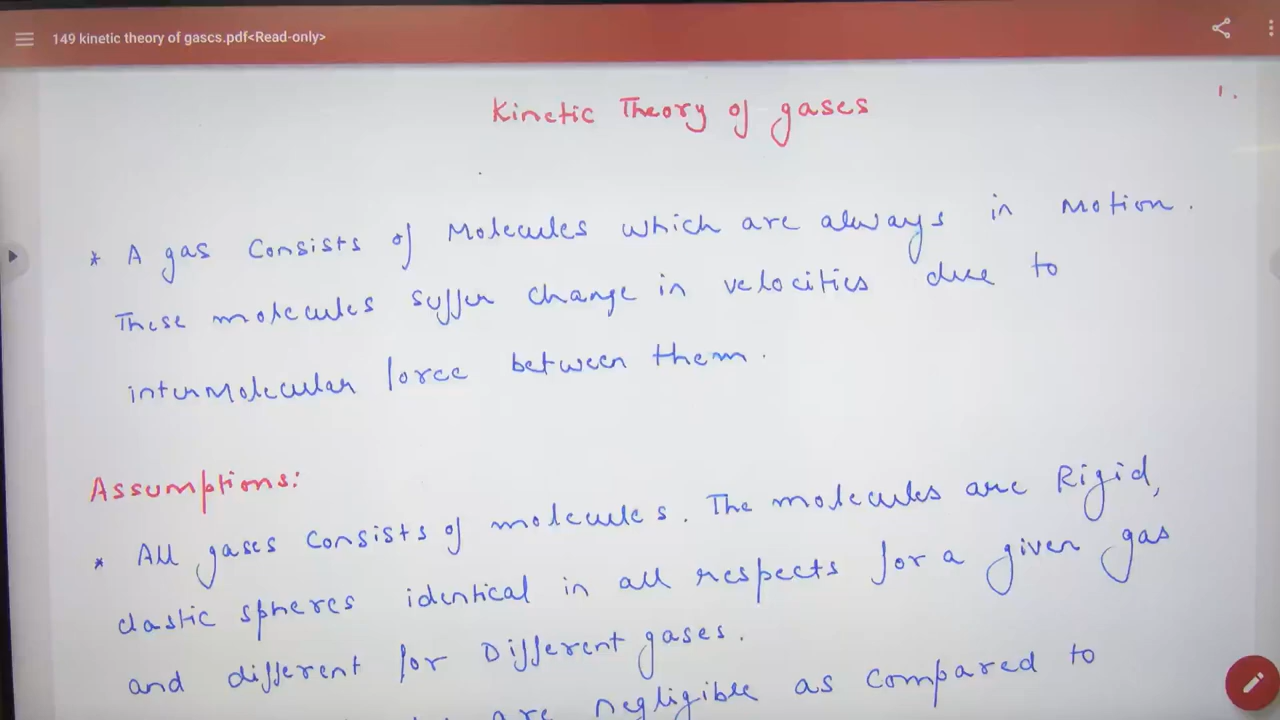 149 kinetic theory of gascs.pdf<Read-only>
1.
Kinetic Theory of gases
* A gas Consists of Molecules which are always in Motion.
These molecules suffer change in velocities due to
interMolecular force between them.
Assumptions:
* All gases consists of molecules. The molecules are Rigid,
elastic spheres identical in all respects for a given gas
and different for Different gases.
are negligible as compared to